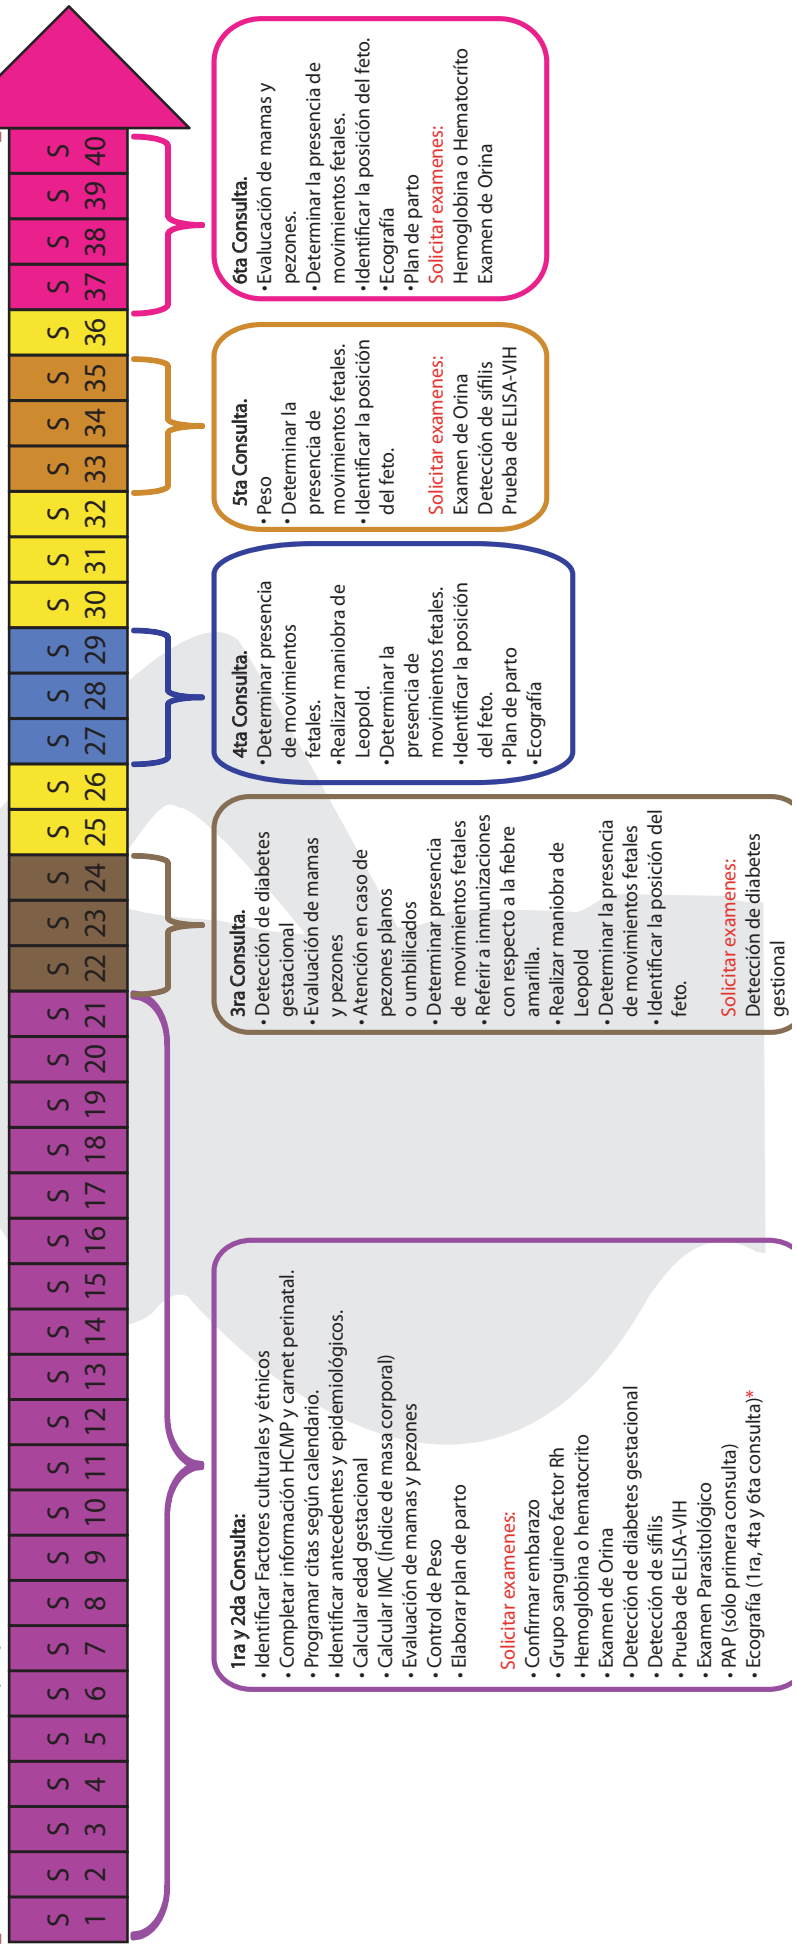 S S S S S S S S S S S S S S S S S S S S S S S S S S S S S S S S S S S S S S S S
1 2 3 4 5 6 7 8 9 10 11 12 13 14 15 16 17 18 19 20 21 22 23 24 25 26 27 28 29 30 31 32 33 34 35 36 37 38 39 40
1ra y 2da Consulta:
• Identificar Factores culturales y étnicos
• Completar información HCMP y carnet perinatal.
• Programar citas según calendario.
• Identificar antecedentes y epidemiológicos.
• Calcular edad gestacional
• Calcular IMC (Índice de masa corporal)
• Evaluación de mamas y pezones
• Control de Peso
• Elaborar plan de parto
Solicitar examenes:
• Confirmar embarazo
• Grupo sanguineo factor Rh
• Hemoglobina o hematocrito
• Examen de Orina
• Detección de diabetes gestacional
• Detección de sífilis
• Prueba de ELISA-VIH
• Examen Parasitológico
• PAP (sólo primera consulta)
• Ecografía (1ra, 4ta y 6ta consulta)*
3ra Consulta.
• Detección de diabetes
gestacional
• Evaluación de mamas
y pezones
• Atención en caso de
pezones planos
o umbilicados
• Determinar presencia
de movimientos fetales
• Referir a inmunizaciones
con respecto a la fiebre
amarilla.
• Realizar maniobra de
Leopold
• Determinar la presencia
de movimientos fetales
• Identificar la posición del
feto.
Solicitar examenes:
Detección de diabetes
gestional
4ta Consulta.
• Determinar presencia
de movimientos
fetales.
• Realizar maniobra de
Leopold.
• Determinar la
presencia de
movimientos fetales.
• Identificar la posición
del feto.
• Plan de parto
• Ecografía
5ta Consulta.
• Peso
• Determinar la
presencia de
movimientos fetales.
• Identificar la posición
del feto.
Solicitar examenes:
Examen de Orina
Detección de sífilis
Prueba de ELISA-VIH
6ta Consulta.
• Evalucación de mamas y
pezones.
• Determinar la presencia de
movimientos fetales.
• Identificar la posición del feto.
• Ecografía
• Plan de parto
Solicitar examenes:
Hemoglobina o Hematocríto
Examen de Orina